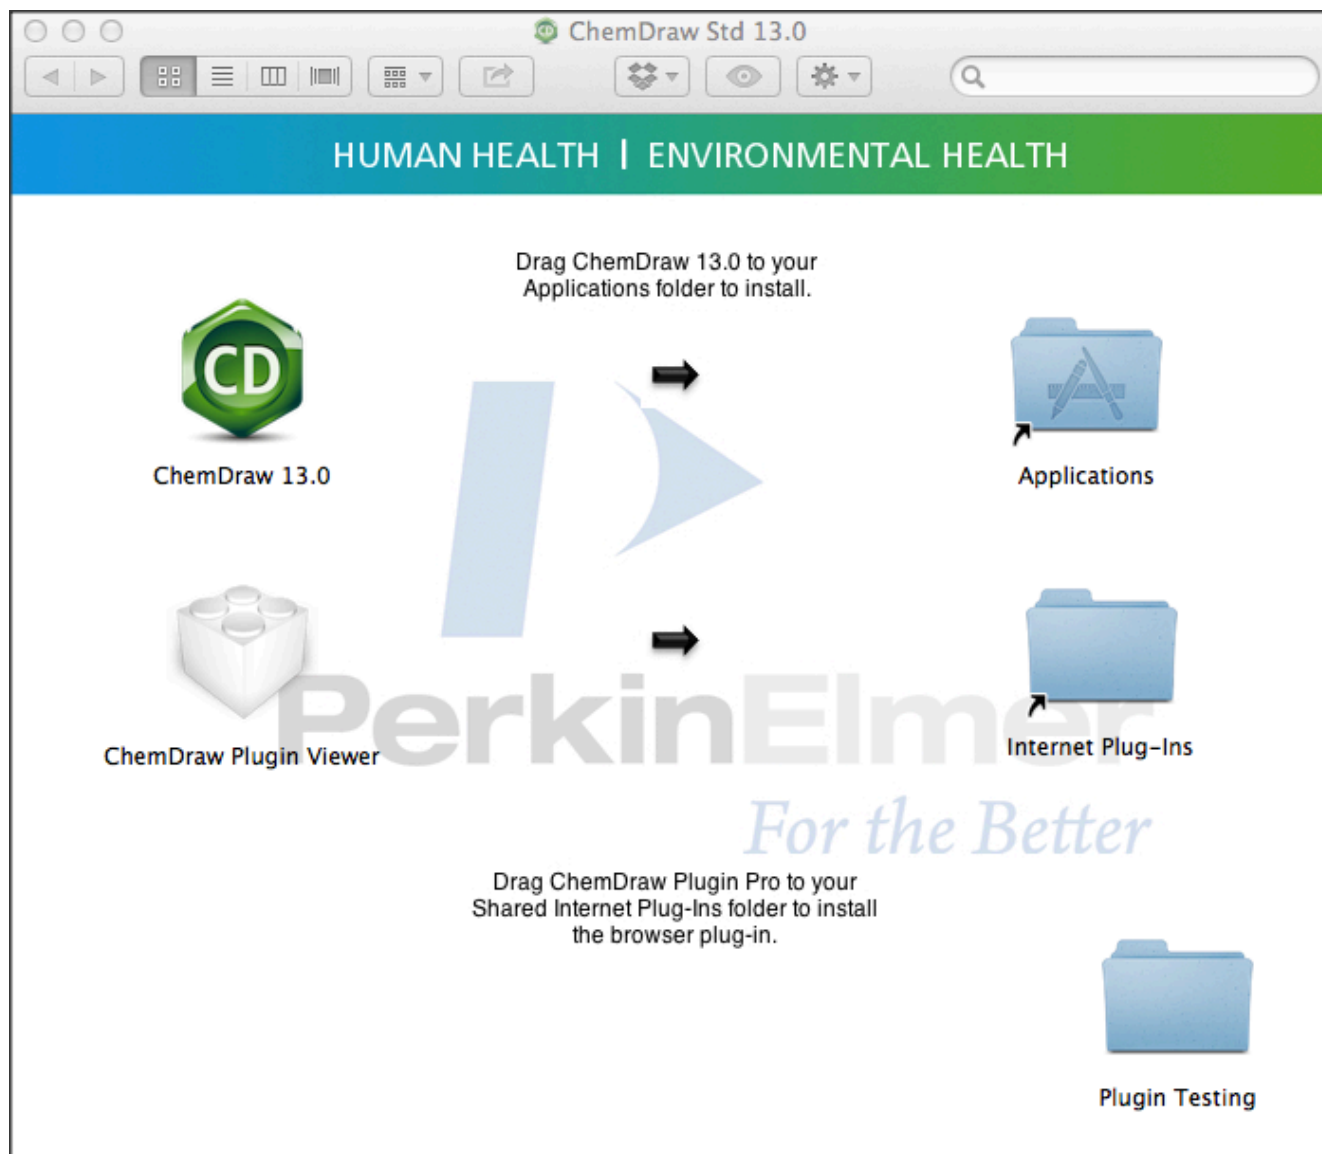 ChemDraw Std 13.0
HUMAN HEALTH | ENVIRONMENTAL HEALTH
Drag ChemDraw 13.0 to your
Applications folder to install.
CD
ChemDraw 13.0
Applications
PerkinElmer
ChemDraw Plugin Viewer
Internet Plug-Ins
For the Better
Drag ChemDraw Plugin Pro to your
Shared Internet Plug-Ins folder to install
the browser plug-in.
Plugin Testing